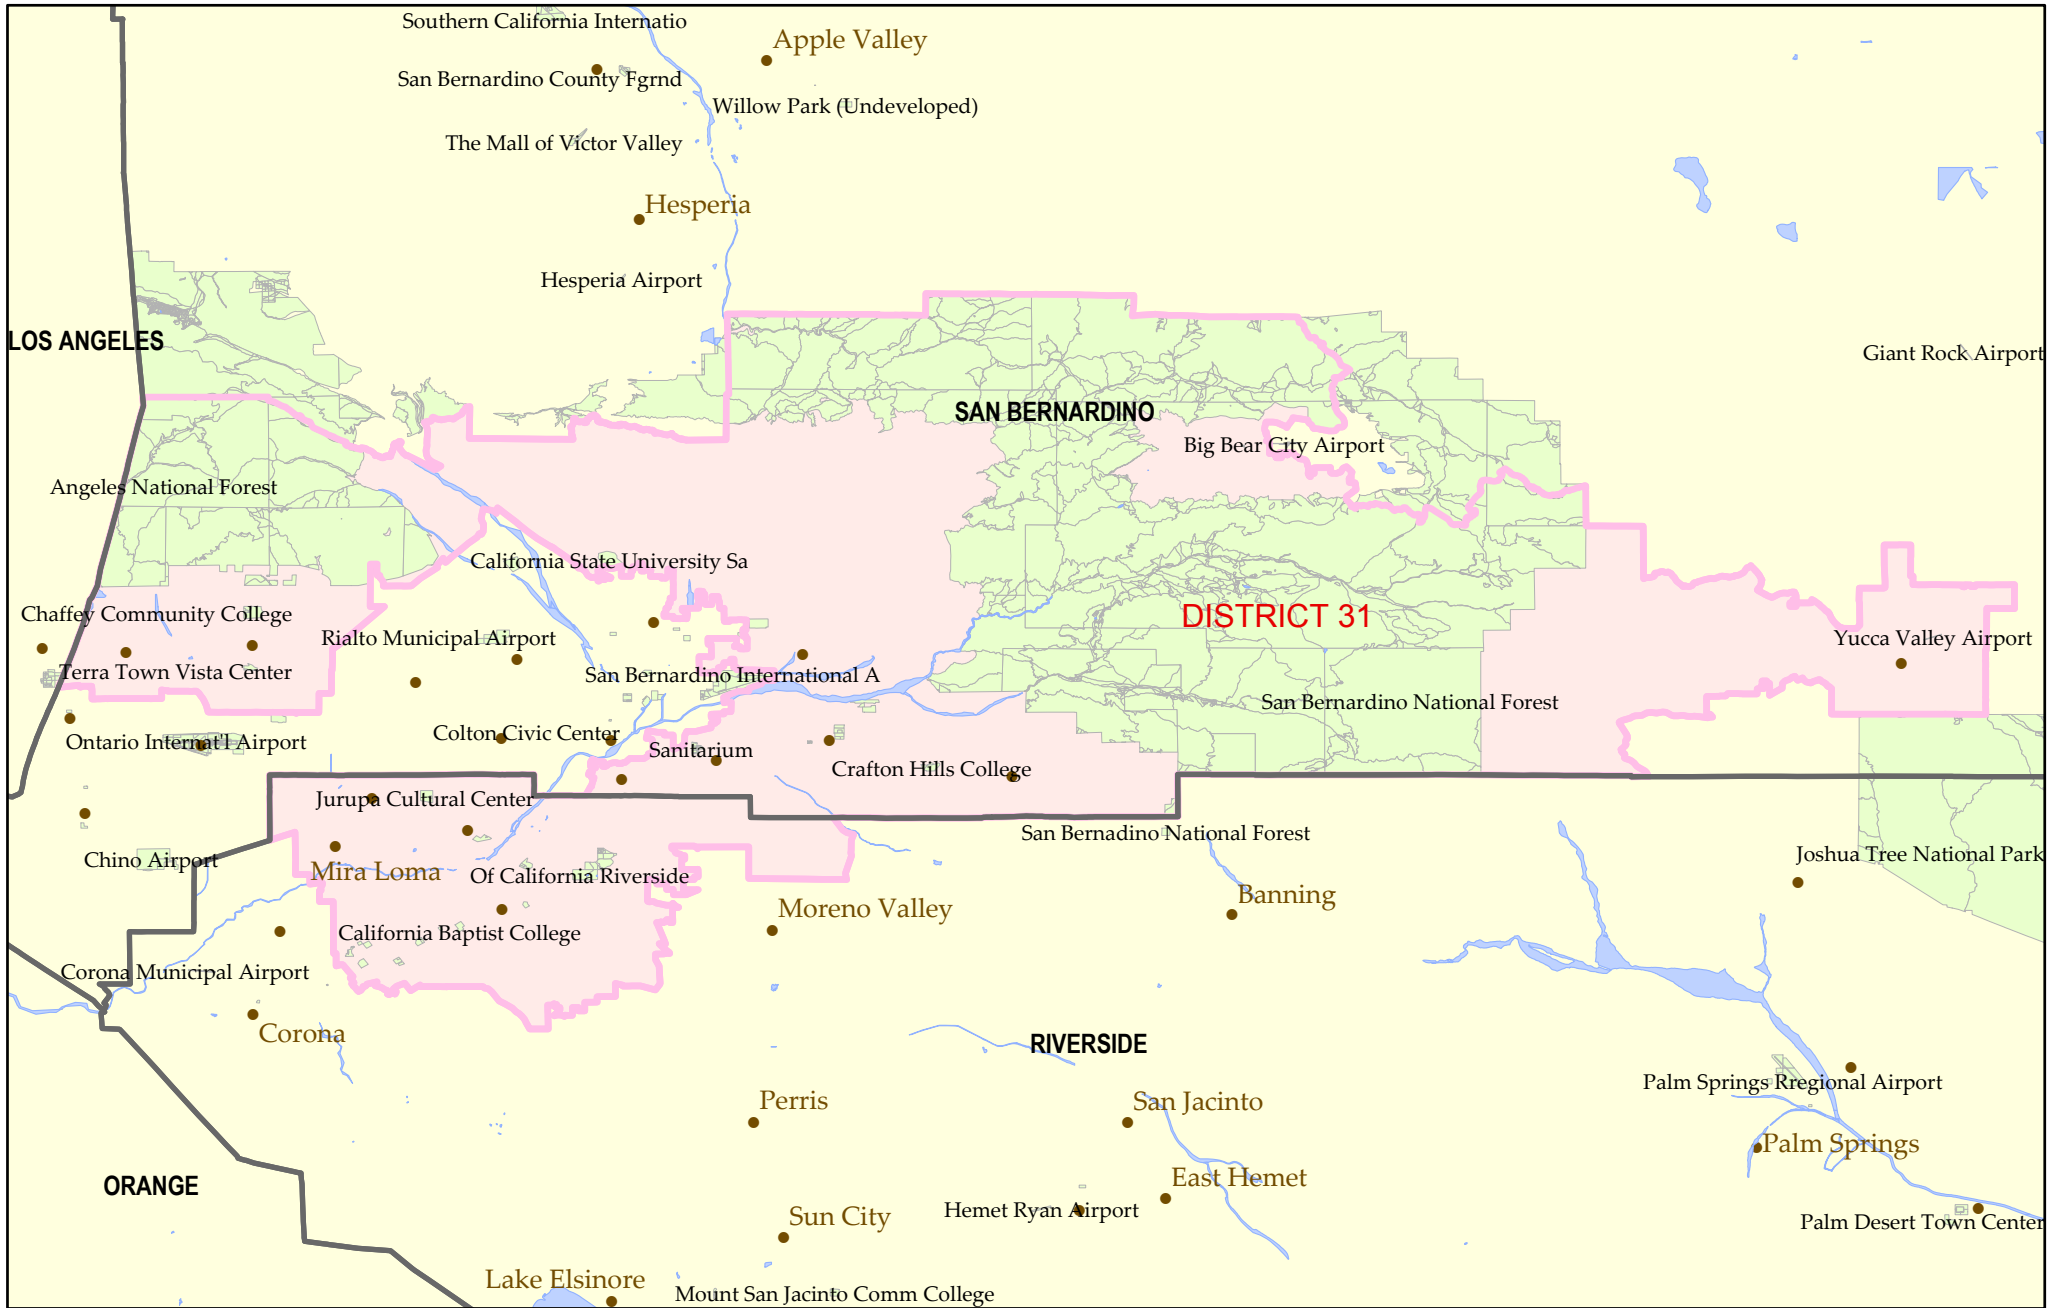 Southern California Internatio
Apple Valley
San Bernardino County Fgrnd
Willow Park (Undeveloped)
The Mall of Victor Valley
Hesperia
Hesperia Airport
LOS ANGELES
Giant Rock Airport
SAN BERNARDINO
Big Bear City Airport
Angeles National Forest
California State University Sa
Chaffey Community College
DISTRICT 31
Rialto Municipal Airport
Yucca Valley Airport
Terra Town Vista Center
San Bernardino International A
San Bernardino National Forest
Ontario Internat'l Airport
Colton Civic Center
Sanitarium
Crafton Hills College
Jurupa Cultural Center
San Bernadino National Forest
Chino Airport
Joshua Tree National Park
Mira Loma
Of California Riverside
Banning
Moreno Valley
California Baptist College
Corona Municipal Airport
Corona
RIVERSIDE
Palm Springs Rregional Airport
Perris
San Jacinto
Palm Springs
ORANGE
East Hemet
Hemet Ryan Airport
Sun City
Palm Desert Town Center
Lake Elsinore
Mount San Jacinto Comm College